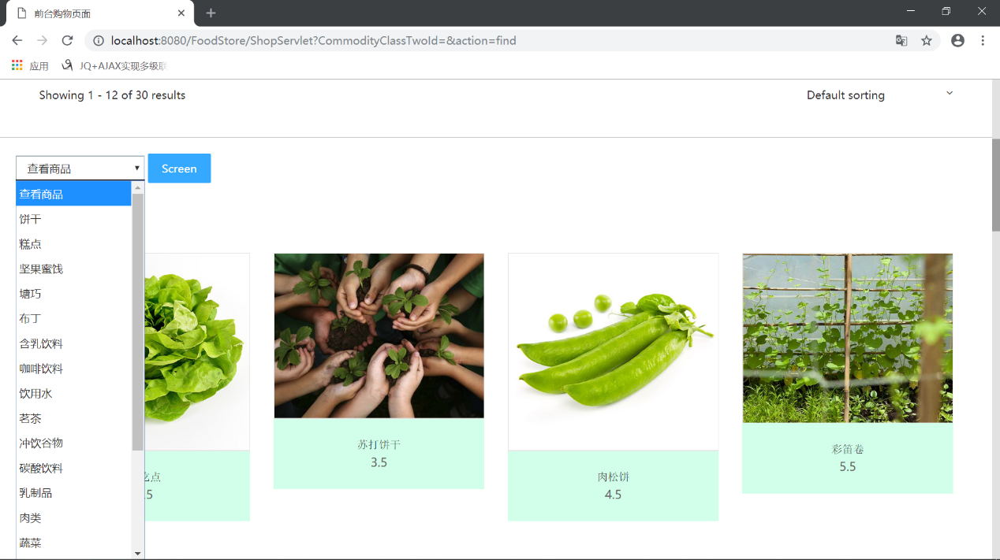 前台购物页面
localhost:8080/FoodStore/ShopServlet?CommodityClassTwoId=&action=find
应用 JQ+AJAX实现多级联
Showing 1 - 12 of 30 results
Default sorting
查看商品
Screen
查看商品
饼干
糕点
坚果蜜饯
塘巧
布丁
含乳饮料
咖啡饮料
饮用水
茗茶
冲饮谷物
碳酸饮料
乳制品
肉类
蔬菜
点
.5
苏打饼干
3.5
肉松饼
4.5
彩笛卷
5.5